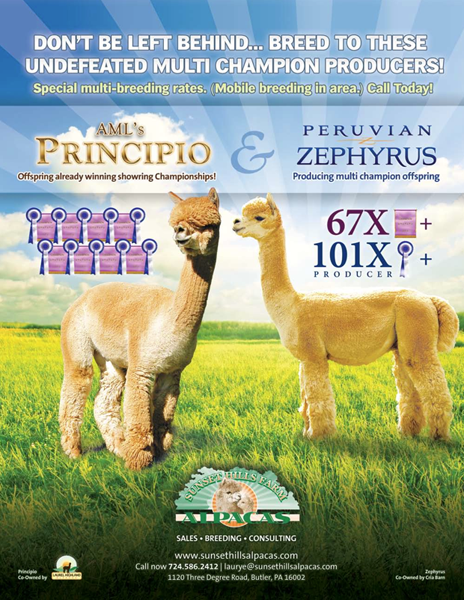 DON'T BE LEFT BEHIND... BREED TO THESE
UNDEFEATED MULTI CHAMPION PRODUCERS!
Special multi-breeding rates. (Mobile breeding in area.) Call Today!
AML's
PRINCIPIO
Offspring already winning showring Championships!
&
PERUVIAN
ZEPHYRUS
Producing multi champion offspring
67X +
101X +
PRODUCER
SUNSET HILLS FARM
ALPACAS
SALES • BREEDING • CONSULTING
www.sunsethillsalpacas.com
Call now 724.586.2412 | laurye@sunsethillsalpacas.com
1120 Three Degree Road, Butler, PA 16002
Principio
Co-Owned by
LAUREL HIGHLAND
Zephyrus
Co-Owned by Cria Barn